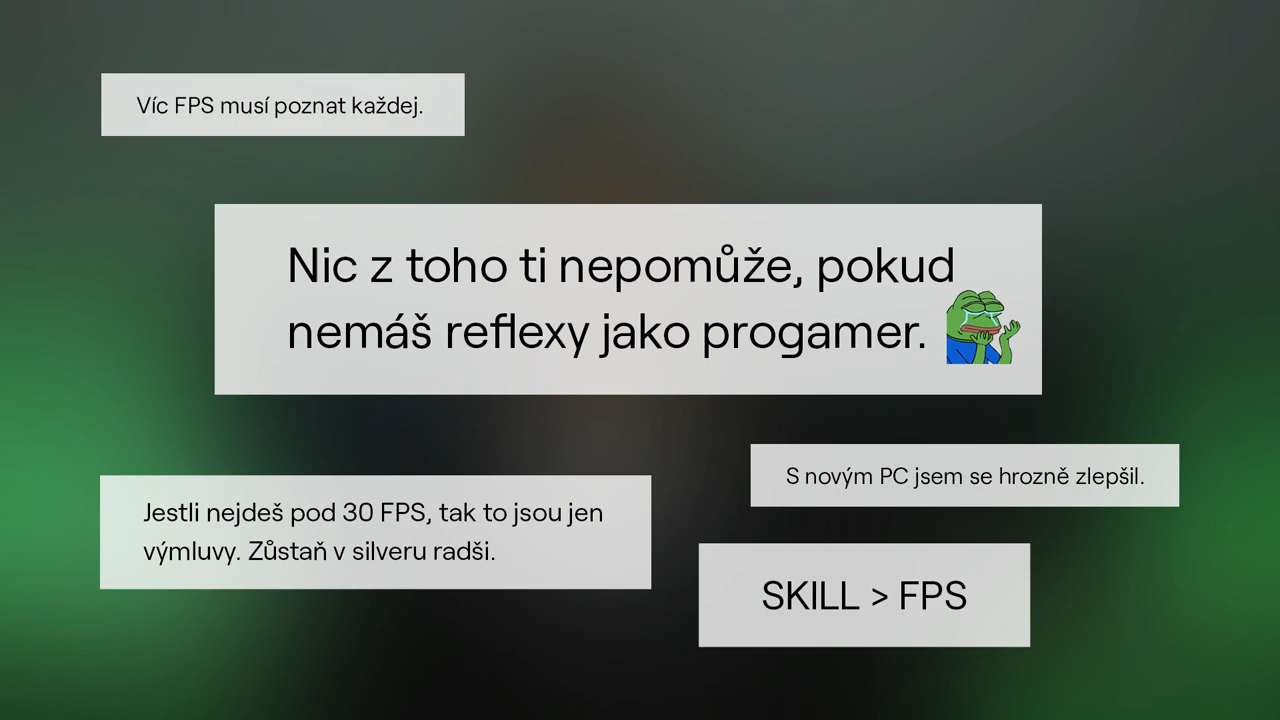 Víc FPS musí poznat každej.
Nic z toho ti nepomůže, pokud
nemáš reflexy jako progamer.
S novým PC jsem se hrozně zlepšil.
Jestli nejdeš pod 30 FPS, tak to jsou jen
výmluvy. Zůstaň v silveru radši.
SKILL > FPS